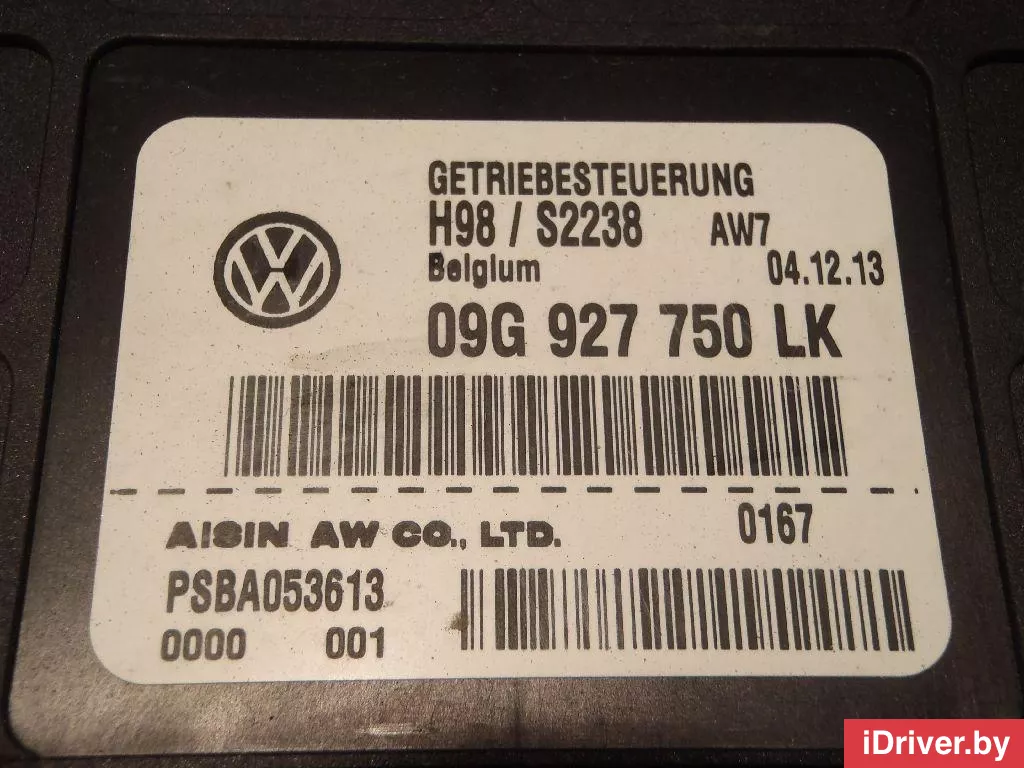 GETRIEBESTEUERUNG
H98 / S2238 AW7
Belgium 04.12.13
09G 927 750 LK
AISIN AW CO., LTD. 0167
PSBA053613
0000 001
iDriver.by